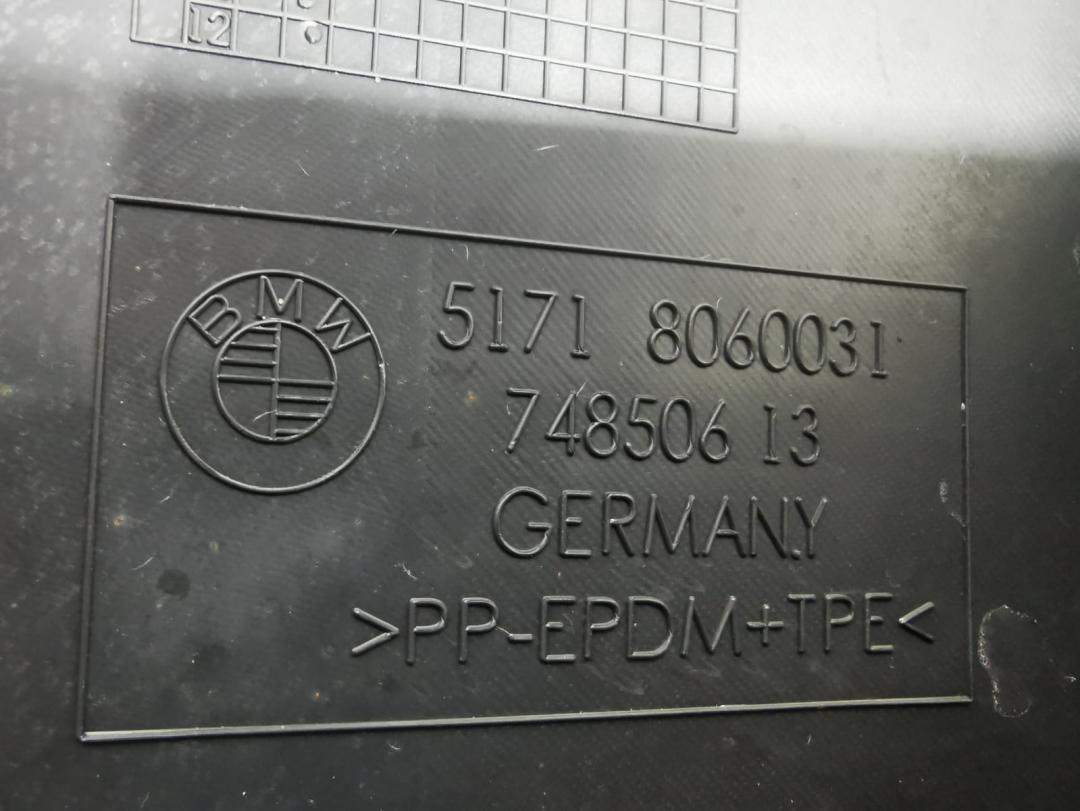 12
BMW
5171 8060031
748506 13
GERMANY
>PP-EPDM+TPE<